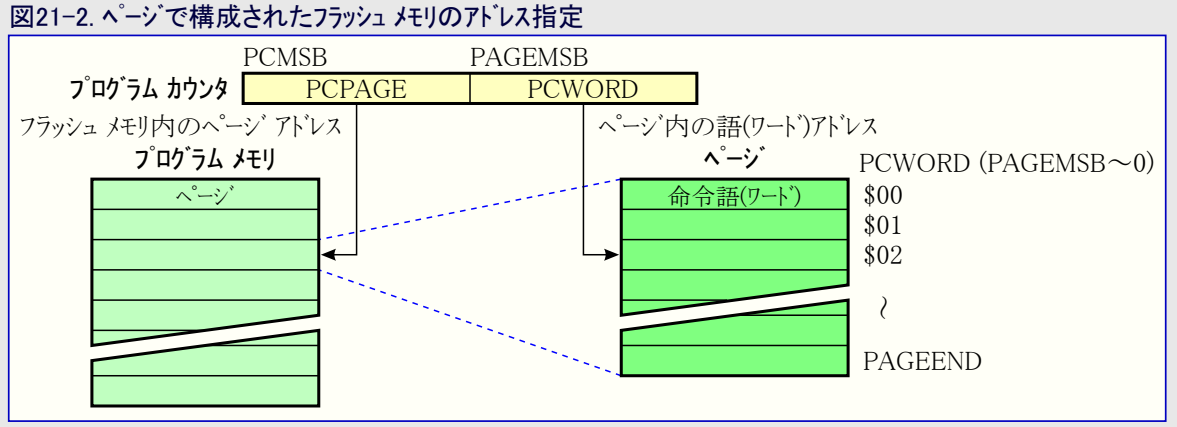 図21-2. ページで構成されたフラッシュ メモリのアドレス指定
PCMSB PAGEMSB
プログラム カウンタ PCPAGE PCWORD
フラッシュ メモリ内のページ アドレス ページ内の語(ワード)アドレス
プログラム メモリ ページ PCWORD (PAGEMSB～0)
ページ 命令語(ワード) $00
$01
$02
～
PAGEEND